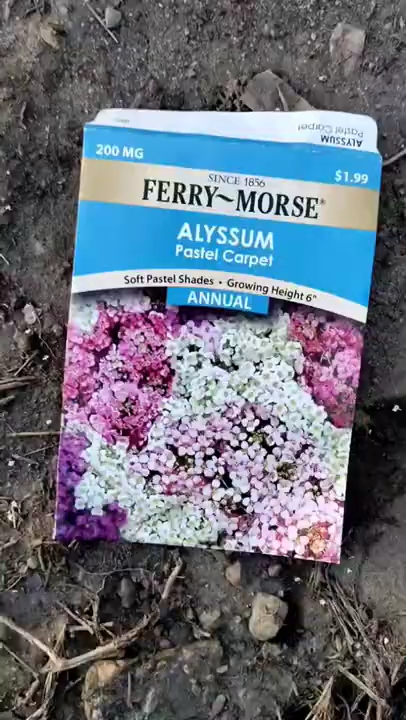 ALYSSUM
Pastel Carpet
200 MG
$1.99
SINCE 1856
FERRY~MORSE®
ALYSSUM
Pastel Carpet
Soft Pastel Shades • Growing Height 6"
ANNUAL